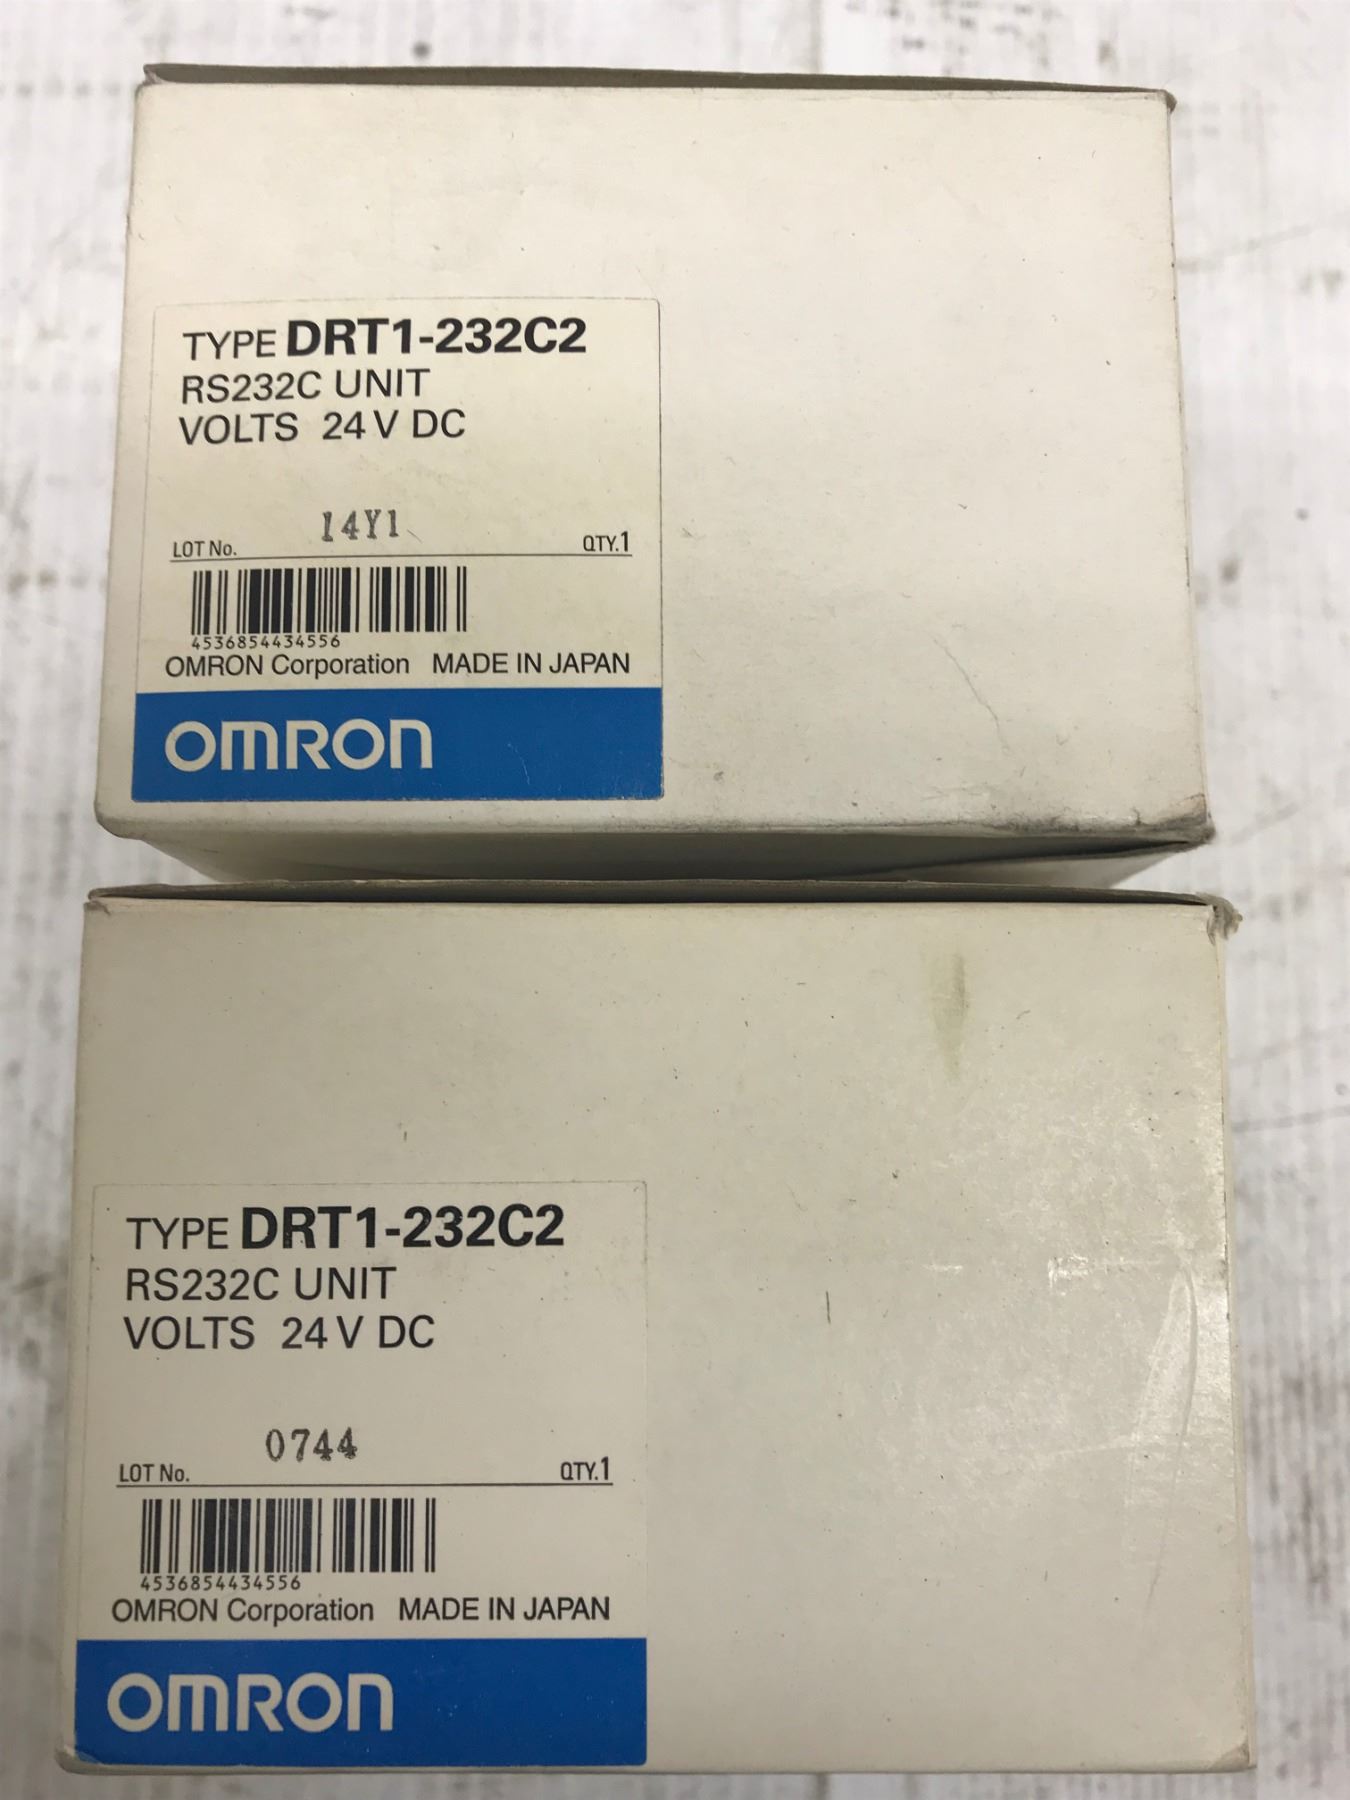 TYPE DRT1-232C2
RS232C UNIT
VOLTS 24 V DC
14Y1
LOT No. QTY.1
4536854434556
OMRON Corporation MADE IN JAPAN
OMRON
TYPE DRT1-232C2
RS232C UNIT
VOLTS 24 V DC
0744
LOT No. QTY.1
4536854434556
OMRON Corporation MADE IN JAPAN
OMRON